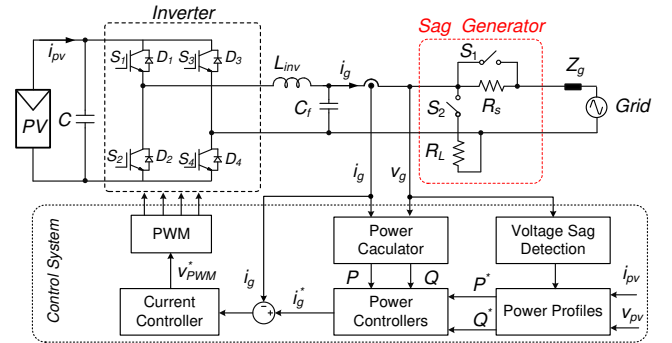 Inverter
Sag Generator
i_pv
S_1
D_1
S_3
D_3
L_inv
i_g
S_1
Z_g
PV
C
C_f
S_2
R_s
Grid
S_2
D_2
S_4
D_4
R_L
i_g
v_g
Control System
PWM
Power Caculator
Voltage Sag Detection
v*_PWM
i_g
P
Q
P*
i_pv
Current Controller
i_g*
Power Controllers
Q*
Power Profiles
v_pv